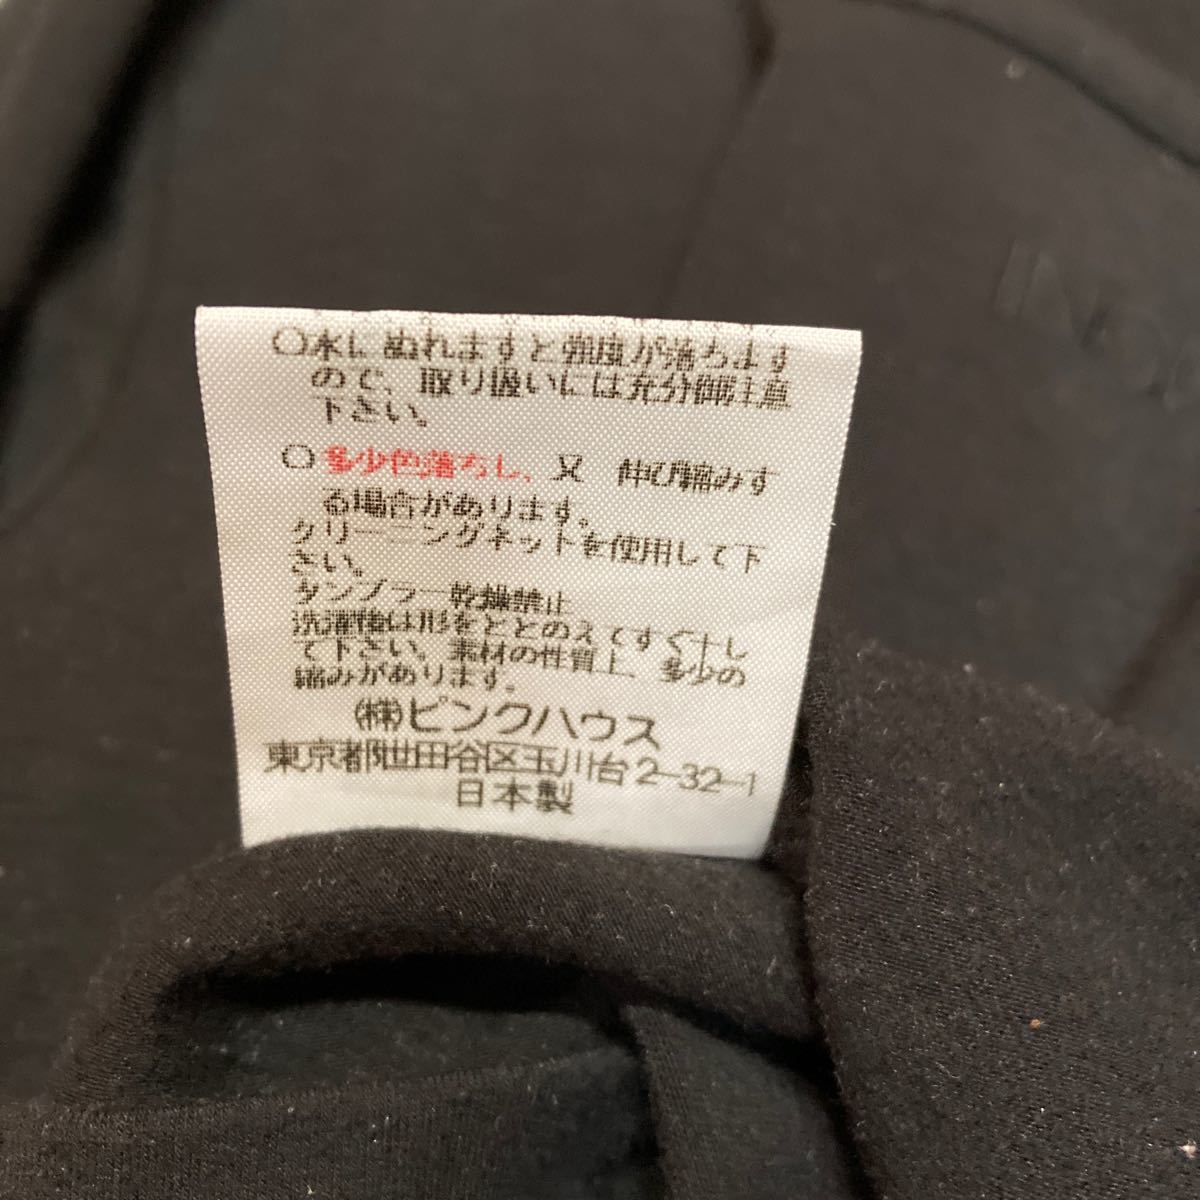 〇水にぬれますと強度が落ちます
ので、取り扱いには充分御注意
下さい。
〇多少色落ちし、又 伸び縮みす
る場合があります。
クリーニングネットを使用して下
さい。
タンブラー乾燥禁止
洗濯後は形をととのえてすぐ干し
て下さい。素材の性質上、多少の
縮みがあります。
㈱ピンクハウス
東京都世田谷区玉川台2-32-1
日本製